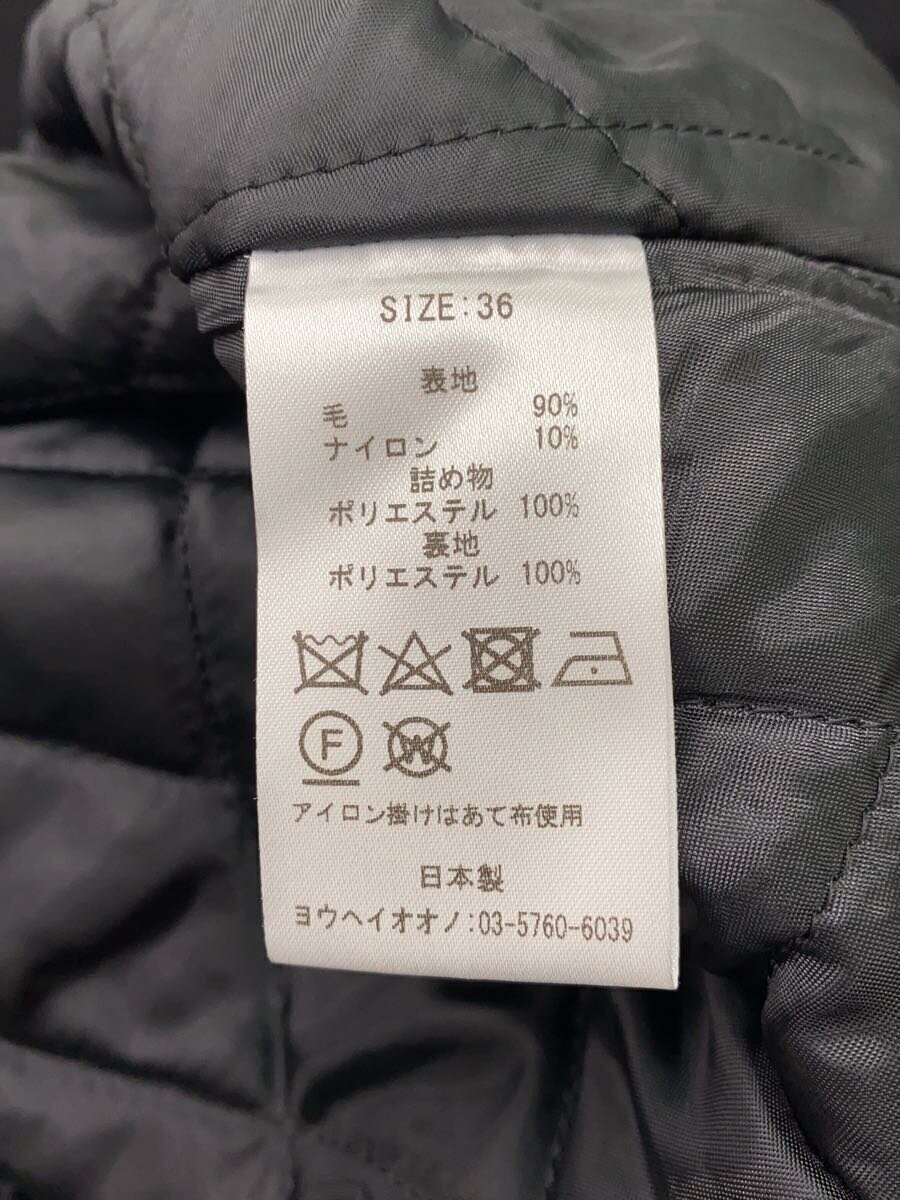 SIZE:36
表地
毛 90%
ナイロン 10%
詰め物
ポリエステル 100%
裏地
ポリエステル 100%
F W
アイロン掛けはあて布使用
日本製
ヨウヘイオオノ:03-5760-6039